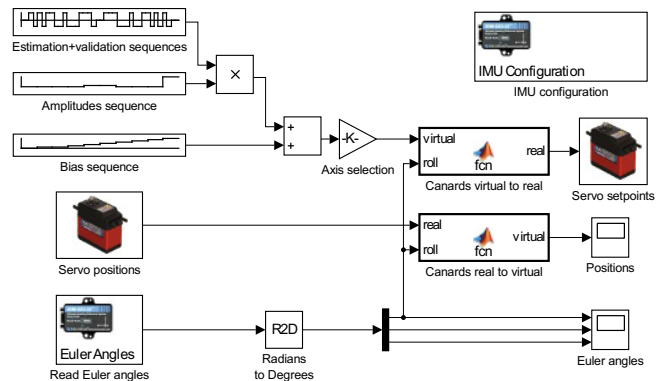 Estimation+validation sequences
Amplitudes sequence
Bias sequence
×
+
+
-K-
Axis selection
virtual
roll
fcn
real
Canards virtual to real
IMU Configuration
IMU configuration
Servo setpoints
Servo positions
real
roll
fcn
virtual
Canards real to virtual
Positions
Euler Angles
Read Euler angles
R2D
Radians
to Degrees
Euler angles